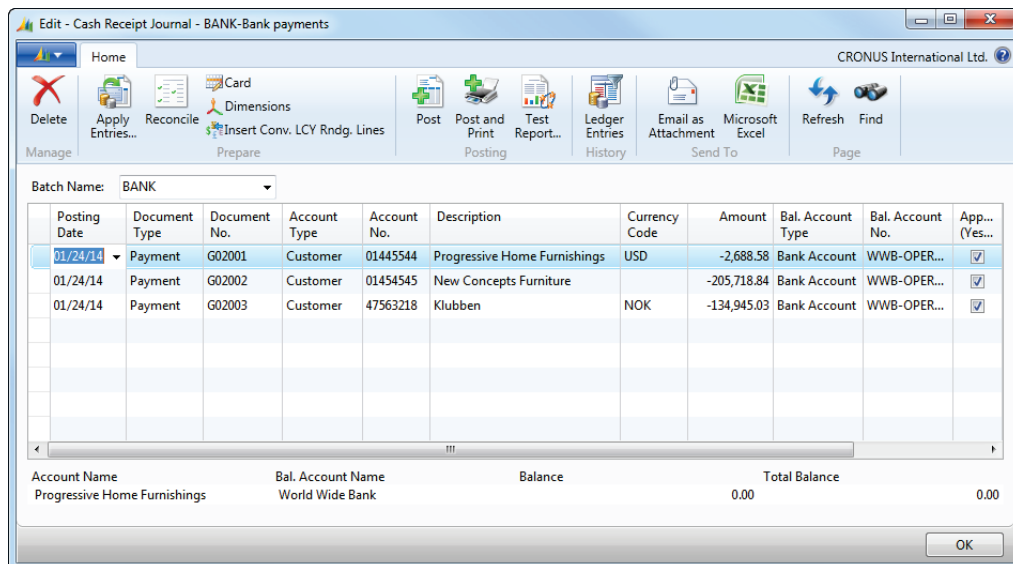 Edit - Cash Receipt Journal - BANK-Bank payments
Home
CRONUS International Ltd.
Delete
Apply Entries...
Reconcile
Card
Dimensions
Insert Conv. LCY Rndg. Lines
Post
Post and Print
Test Report...
Ledger Entries
Email as Attachment
Microsoft Excel
Refresh
Find
Manage Prepare Posting History Send To Page
Batch Name: BANK
Posting Date Document Type Document No. Account Type Account No. Description Currency Code Amount Bal. Account Type Bal. Account No. App... (Yes...
01/24/14 Payment G02001 Customer 01445544 Progressive Home Furnishings USD -2,688.58 Bank Account WWB-OPER...
01/24/14 Payment G02002 Customer 01454545 New Concepts Furniture -205,718.84 Bank Account WWB-OPER...
01/24/14 Payment G02003 Customer 47563218 Klubben NOK -134,945.03 Bank Account WWB-OPER...
Account Name Bal. Account Name Balance Total Balance
Progressive Home Furnishings World Wide Bank 0.00 0.00
OK